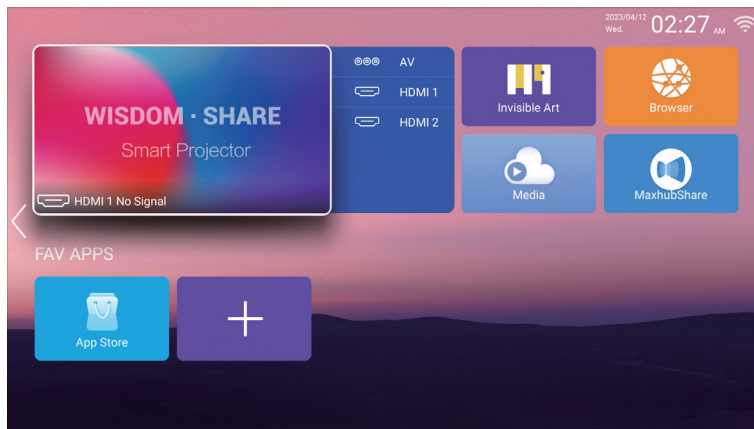 2023/04/12
Wed.
02:27 AM
WISDOM · SHARE
Smart Projector
HDMI 1 No Signal
AV
HDMI 1
HDMI 2
Invisible Art
Browser
Media
MaxhubShare
FAV APPS
App Store